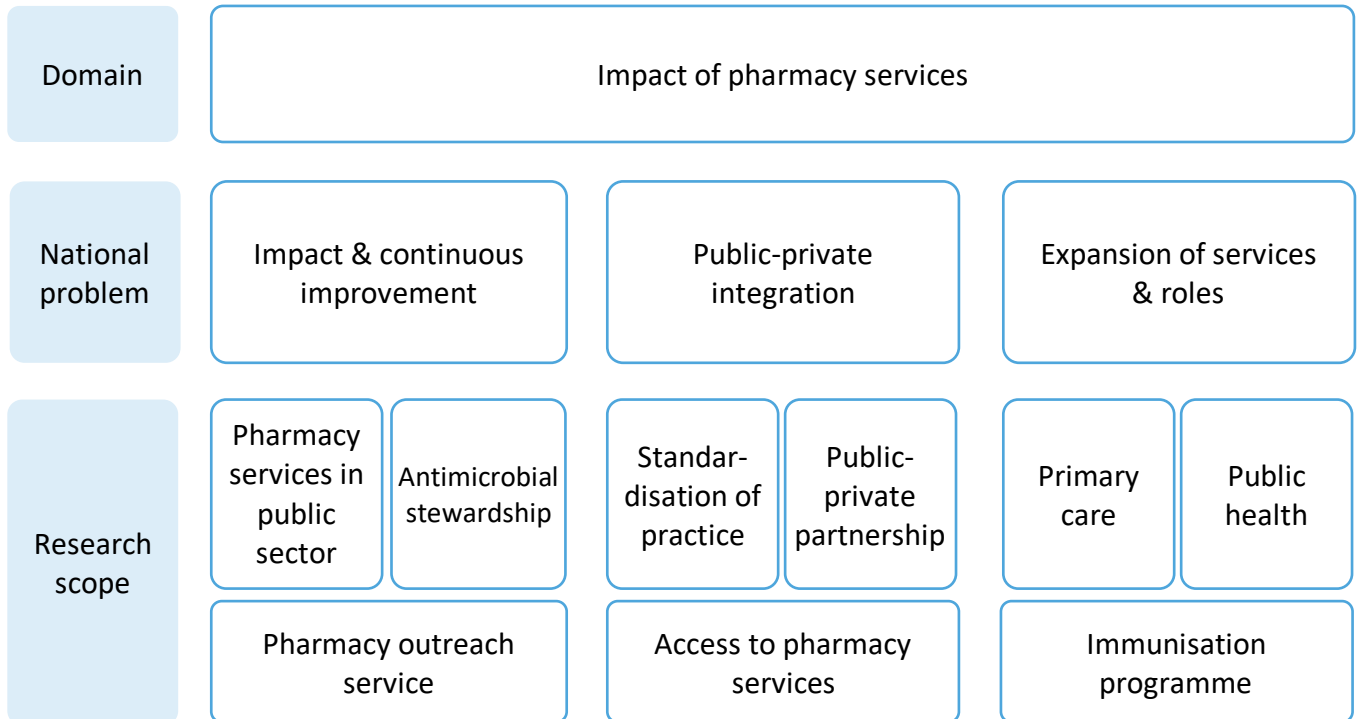 Domain
Impact of pharmacy services
National
problem
Impact & continuous
improvement
Public-private
integration
Expansion of services
& roles
Research
scope
Pharmacy
services in
public
sector
Antimicrobial
stewardship
Standar-
disation of
practice
Public-
private
partnership
Primary
care
Public
health
Pharmacy outreach
service
Access to pharmacy
services
Immunisation
programme